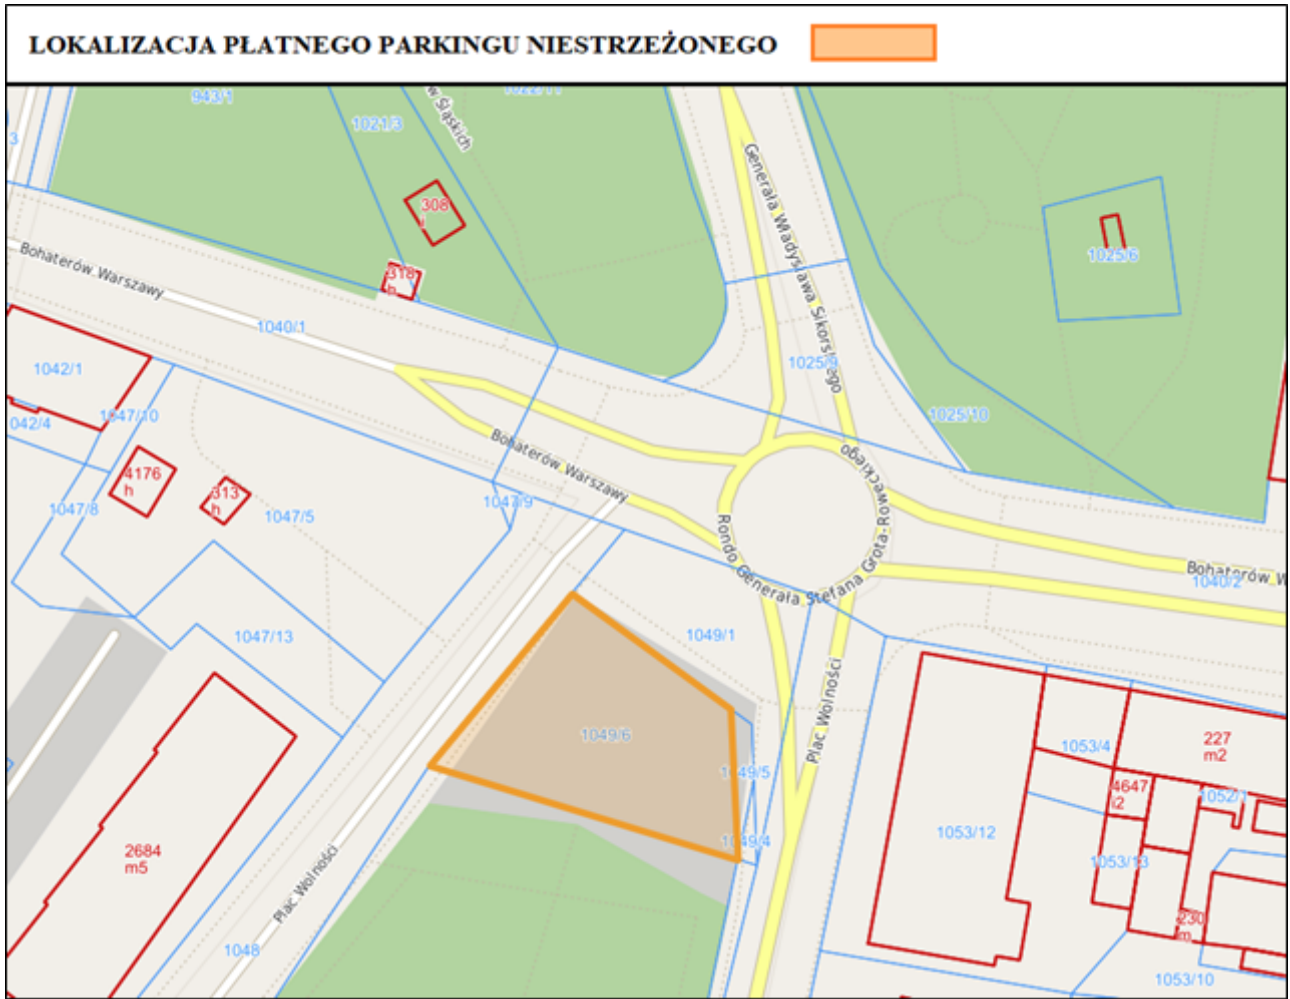 LOKALIZACJA PŁATNEGO PARKINGU NIESTRZEŻONEGO
943/1
1021/3
w Śląskich
3
308
i
318
h
Bohaterów Warszawy
1040/1
Generała Władysława Sikorskiego
1025/6
1025/9
1025/10
1042/1
042/4
1047/10
4176
h
313
h
1047/8
1047/5
1047/9
Bohaterów Warszawy
Rondo Generała Stefana Grota-Roweckiego
Bohaterów W
1040/2
1047/13
1049/1
1049/6
1049/5
1049/4
Plac Wolności
Plac Wolności
2684
m5
1048
1053/12
1053/4
227
m2
4647
i2
1052/1
1053/13
230
m
1053/10